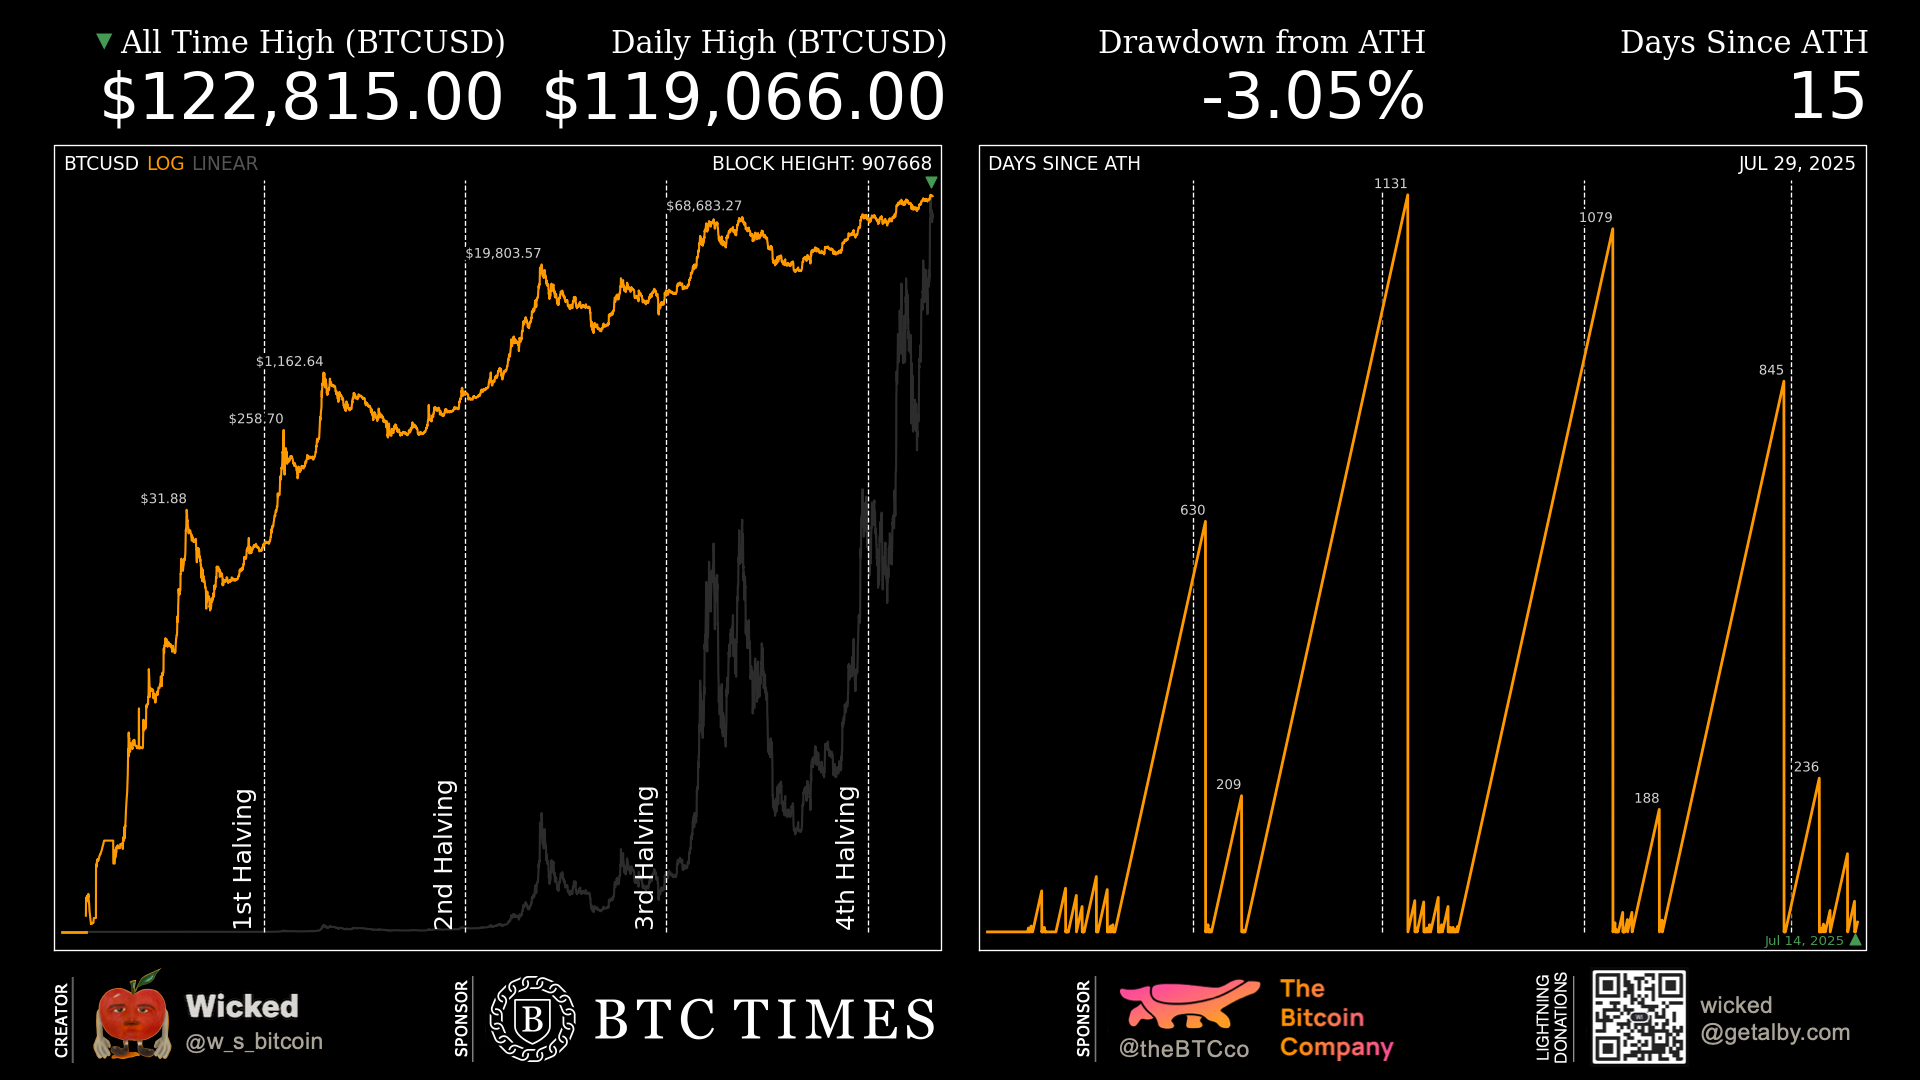 ▼ All Time High (BTCUSD)
$122,815.00
Daily High (BTCUSD)
$119,066.00
Drawdown from ATH
-3.05%
Days Since ATH
15
BTCUSD LOG LINEAR
BLOCK HEIGHT: 907668
$68,683.27
$19,803.57
$1,162.64
$258.70
$31.88
1st Halving
2nd Halving
3rd Halving
4th Halving
DAYS SINCE ATH
JUL 29, 2025
1131
1079
845
630
209
188
236
Jul 14, 2025
CREATOR
Wicked
@w_s_bitcoin
SPONSOR
B
BTC TIMES
SPONSOR
@theBTCco
The
Bitcoin
Company
LIGHTNING
DONATIONS
wicked
@getalby.com